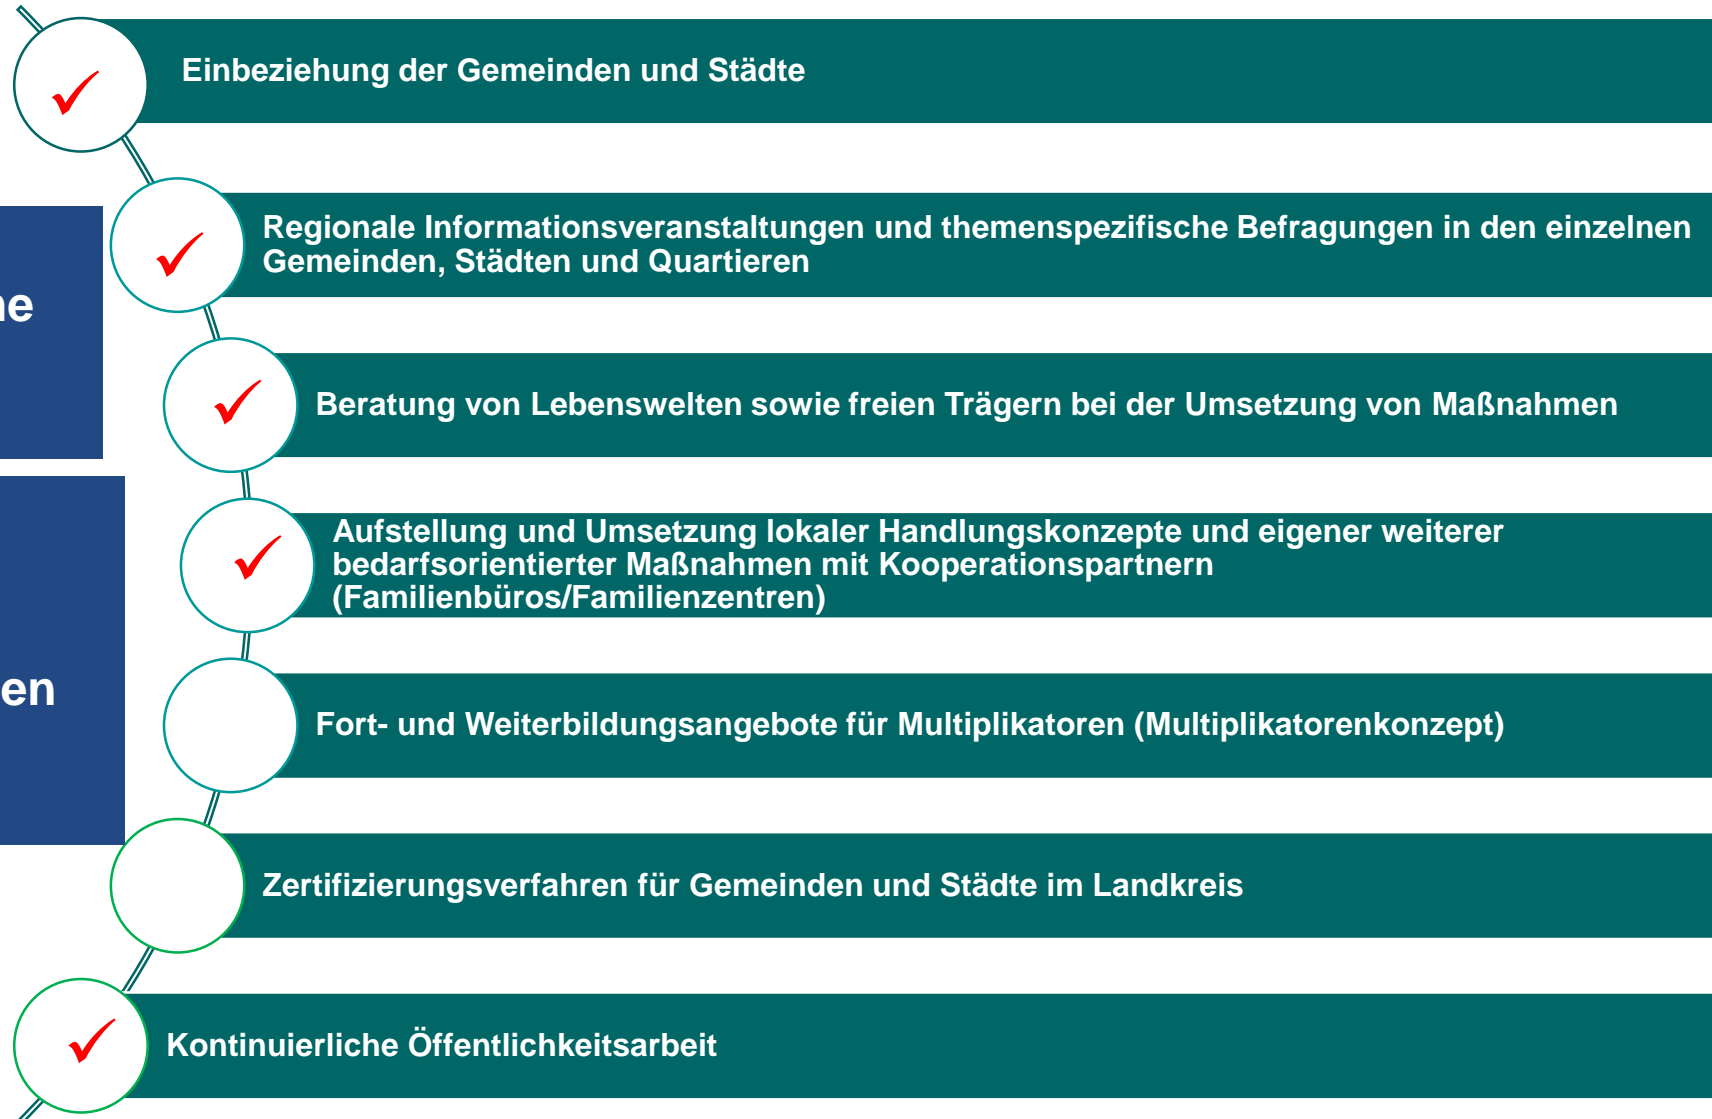 Einbeziehung der Gemeinden und Städte
Regionale Informationsveranstaltungen und themenspezifische Befragungen in den einzelnen
Gemeinden, Städten und Quartieren
Beratung von Lebenswelten sowie freien Trägern bei der Umsetzung von Maßnahmen
Aufstellung und Umsetzung lokaler Handlungskonzepte und eigener weiterer
bedarfsorientierter Maßnahmen mit Kooperationspartnern
(Familienbüros/Familienzentren)
Fort- und Weiterbildungsangebote für Multiplikatoren (Multiplikatorenkonzept)
Zertifizierungsverfahren für Gemeinden und Städte im Landkreis
Kontinuierliche Öffentlichkeitsarbeit